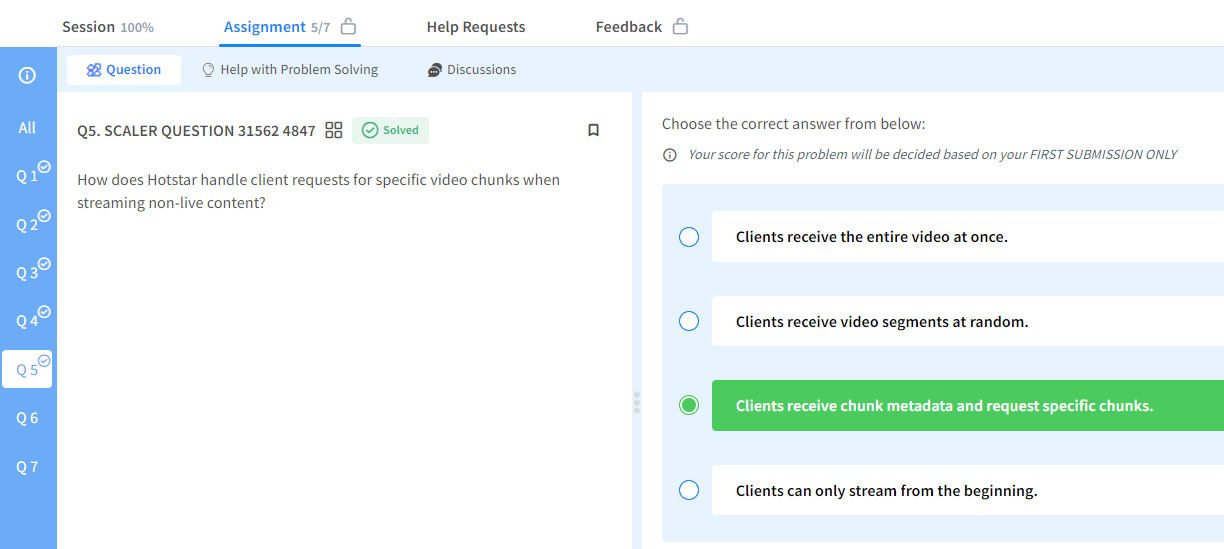 Session 100%
Assignment 5/7
Help Requests
Feedback
Question
Help with Problem Solving
Discussions
All
Q 1
Q 2
Q 3
Q 4
Q 5
Q 6
Q 7
Q5. SCALER QUESTION 31562 4847
Solved
How does Hotstar handle client requests for specific video chunks when
streaming non-live content?
Choose the correct answer from below:
Your score for this problem will be decided based on your FIRST SUBMISSION ONLY
Clients receive the entire video at once.
Clients receive video segments at random.
Clients receive chunk metadata and request specific chunks.
Clients can only stream from the beginning.